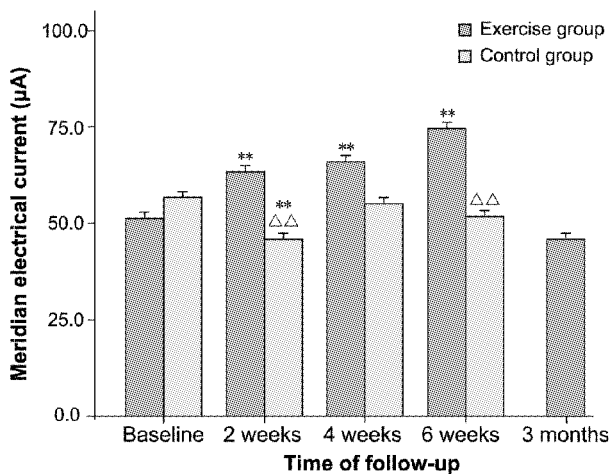 Meridian electrical current (μA)
100.0
75.0
50.0
25.0
0.0
Exercise group
Control group
**
**
△△
**
**
△△
Baseline
2 weeks
4 weeks
6 weeks
3 months
Time of follow-up